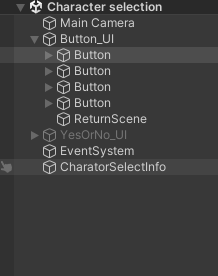 Character selection
Main Camera
Button_UI
Button
Button
Button
Button
ReturnScene
YesOrNo_UI
EventSystem
CharatorSelectInfo